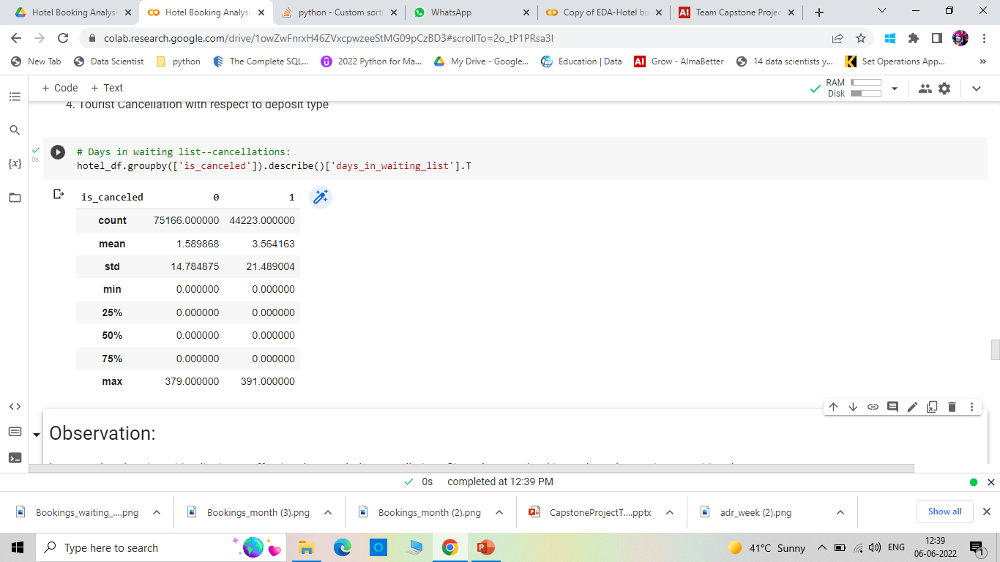 Hotel Booking Analysi
Hotel Booking Analysi
python - Custom sorti
WhatsApp
Copy of EDA-Hotel bo
AI Team Capstone Projec
colab.research.google.com/drive/1owZwFnrxH46ZVxcpwzeeStMG09pCzBD3#scrollTo=2o_tP1PRsa3I
New Tab
Data Scientist
python
The Complete SQL...
2022 Python for Ma...
My Drive - Google...
Education | Data
AI Grow - AlmaBetter
14 data scientists y...
Set Operations App...
»
+ Code + Text
RAM
Disk
4. Tourist Cancellation with respect to deposit type
0s
{x}
# Days in waiting list--cancellations:
hotel_df.groupby(['is_canceled']).describe()['days_in_waiting_list'].T
is_canceled 0 1
count 75166.000000 44223.000000
mean 1.589868 3.564163
std 14.784875 21.489004
min 0.000000 0.000000
25% 0.000000 0.000000
50% 0.000000 0.000000
75% 0.000000 0.000000
max 379.000000 391.000000
Observation:
0s completed at 12:39 PM
Bookings_waiting_....png
Bookings_month (3).png
Bookings_month (2).png
CapstoneProjectT....pptx
adr_week (2).png
Show all
Type here to search
41°C Sunny
ENG
12:39
06-06-2022
1